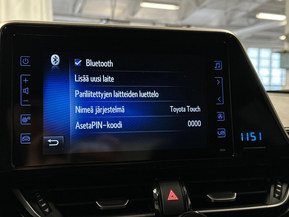 Bluetooth
Lisää uusi laite
Pariliitettyjen laitteiden luettelo
Nimeä järjestelmä Toyota Touch
AsetaPIN-koodi 0000
11:51